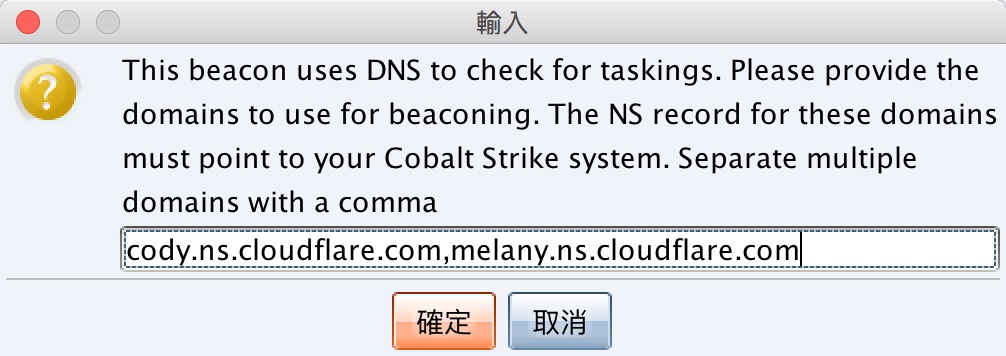 輸入
This beacon uses DNS to check for taskings. Please provide the
domains to use for beaconing. The NS record for these domains
must point to your Cobalt Strike system. Separate multiple
domains with a comma
cody.ns.cloudflare.com,melany.ns.cloudflare.com
確定 取消